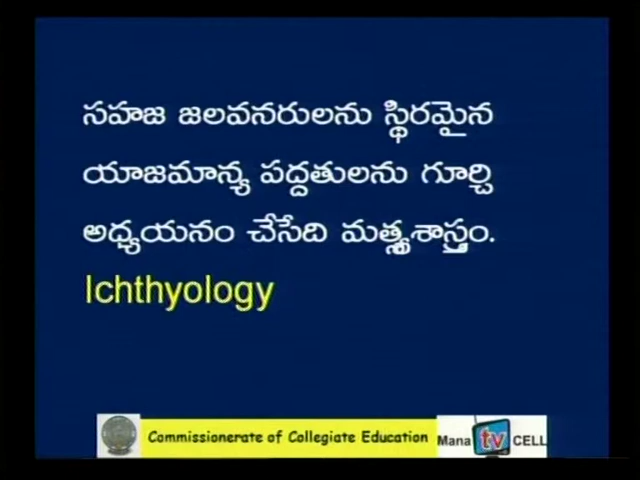 సహజ జలవనరులను స్థిరమైన
యాజమాన్య పద్దతులను గూర్చి
అధ్యయనం చేసేది మత్స్యశాస్త్రం.
Ichthyology
Commissionerate of Collegiate Education
Mana tv CELL